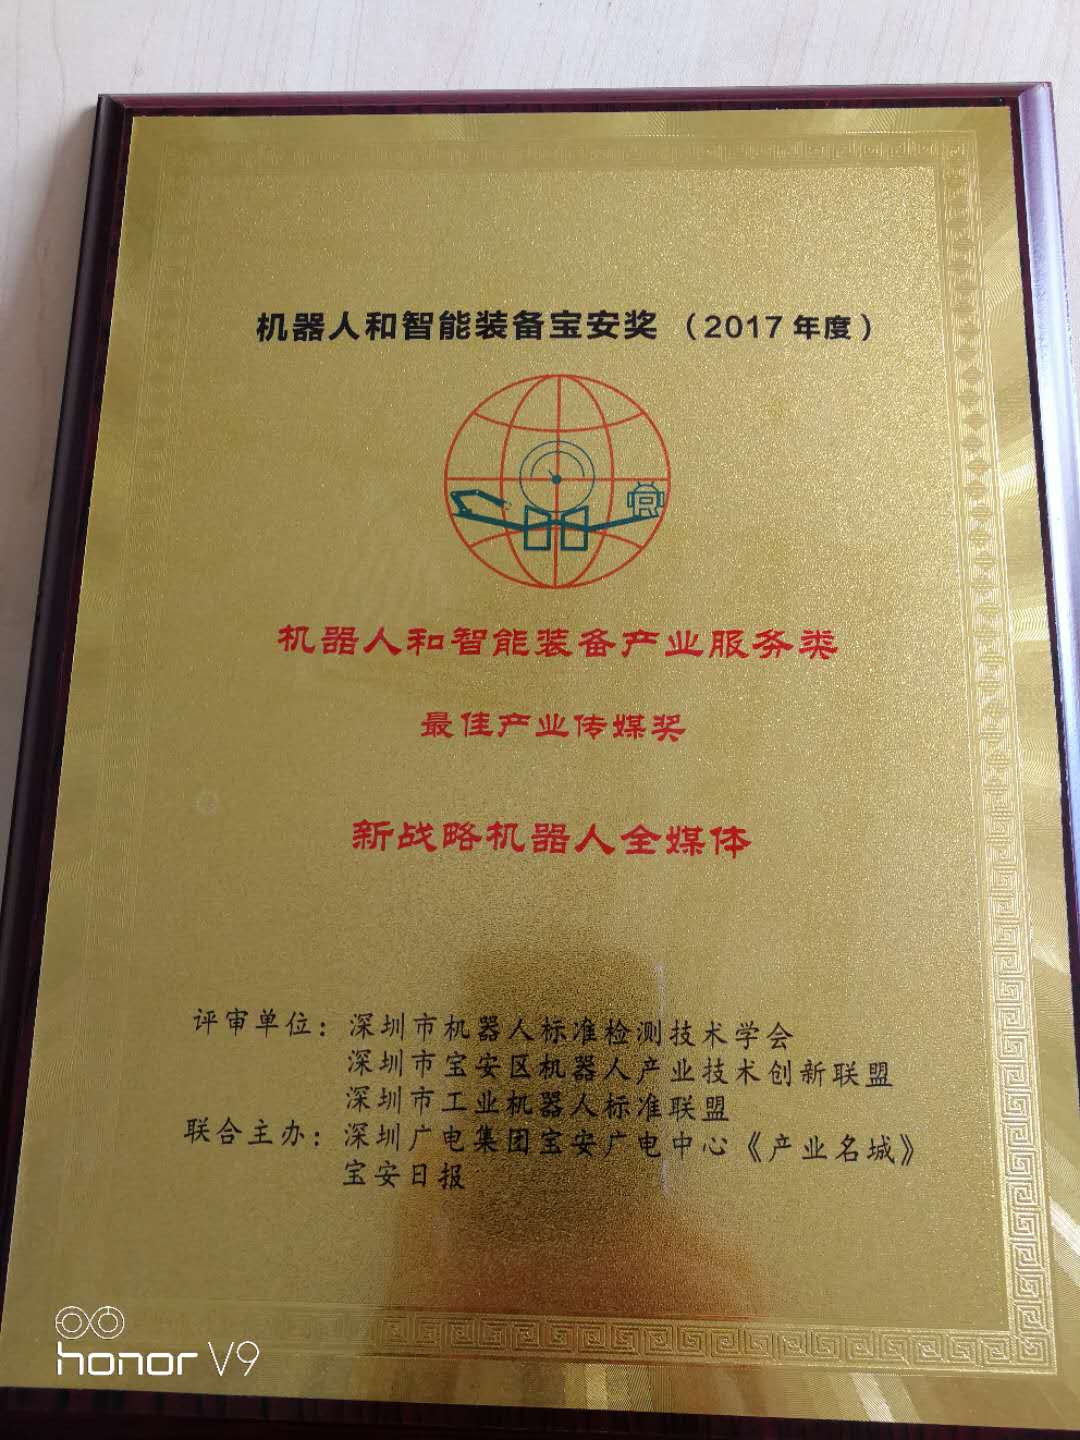 机器人和智能装备宝安奖（2017年度）
机器人和智能装备产业服务类
最佳产业传媒奖
新战略机器人全媒体
评审单位：深圳市机器人标准检测技术学会
深圳市宝安区机器人产业技术创新联盟
深圳市工业机器人标准联盟
联合主办：深圳广电集团宝安广电中心《产业名城》
宝安日报
honor V9